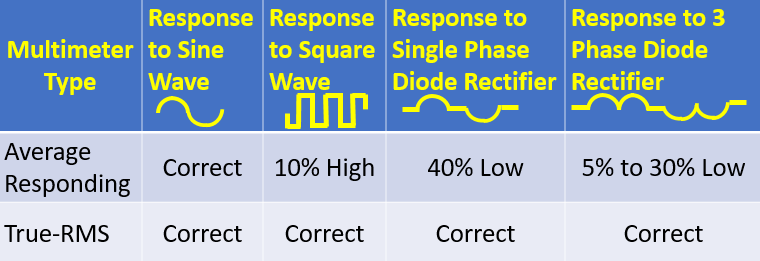 Multimeter
Type
Response
to Sine
Wave
Response
to Square
Wave
Response to
Single Phase
Diode Rectifier
Response to 3
Phase Diode
Rectifier
Average
Responding
Correct
10% High
40% Low
5% to 30% Low
True-RMS
Correct
Correct
Correct
Correct